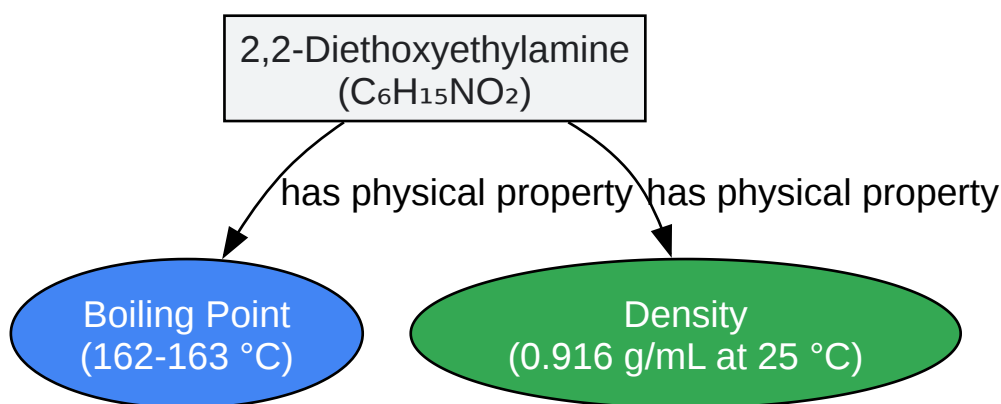 2,2-Diethoxyethylamine
(C₆H₁₅NO₂)
has physical property
has physical property
Boiling Point
(162-163 °C)
Density
(0.916 g/mL at 25 °C)